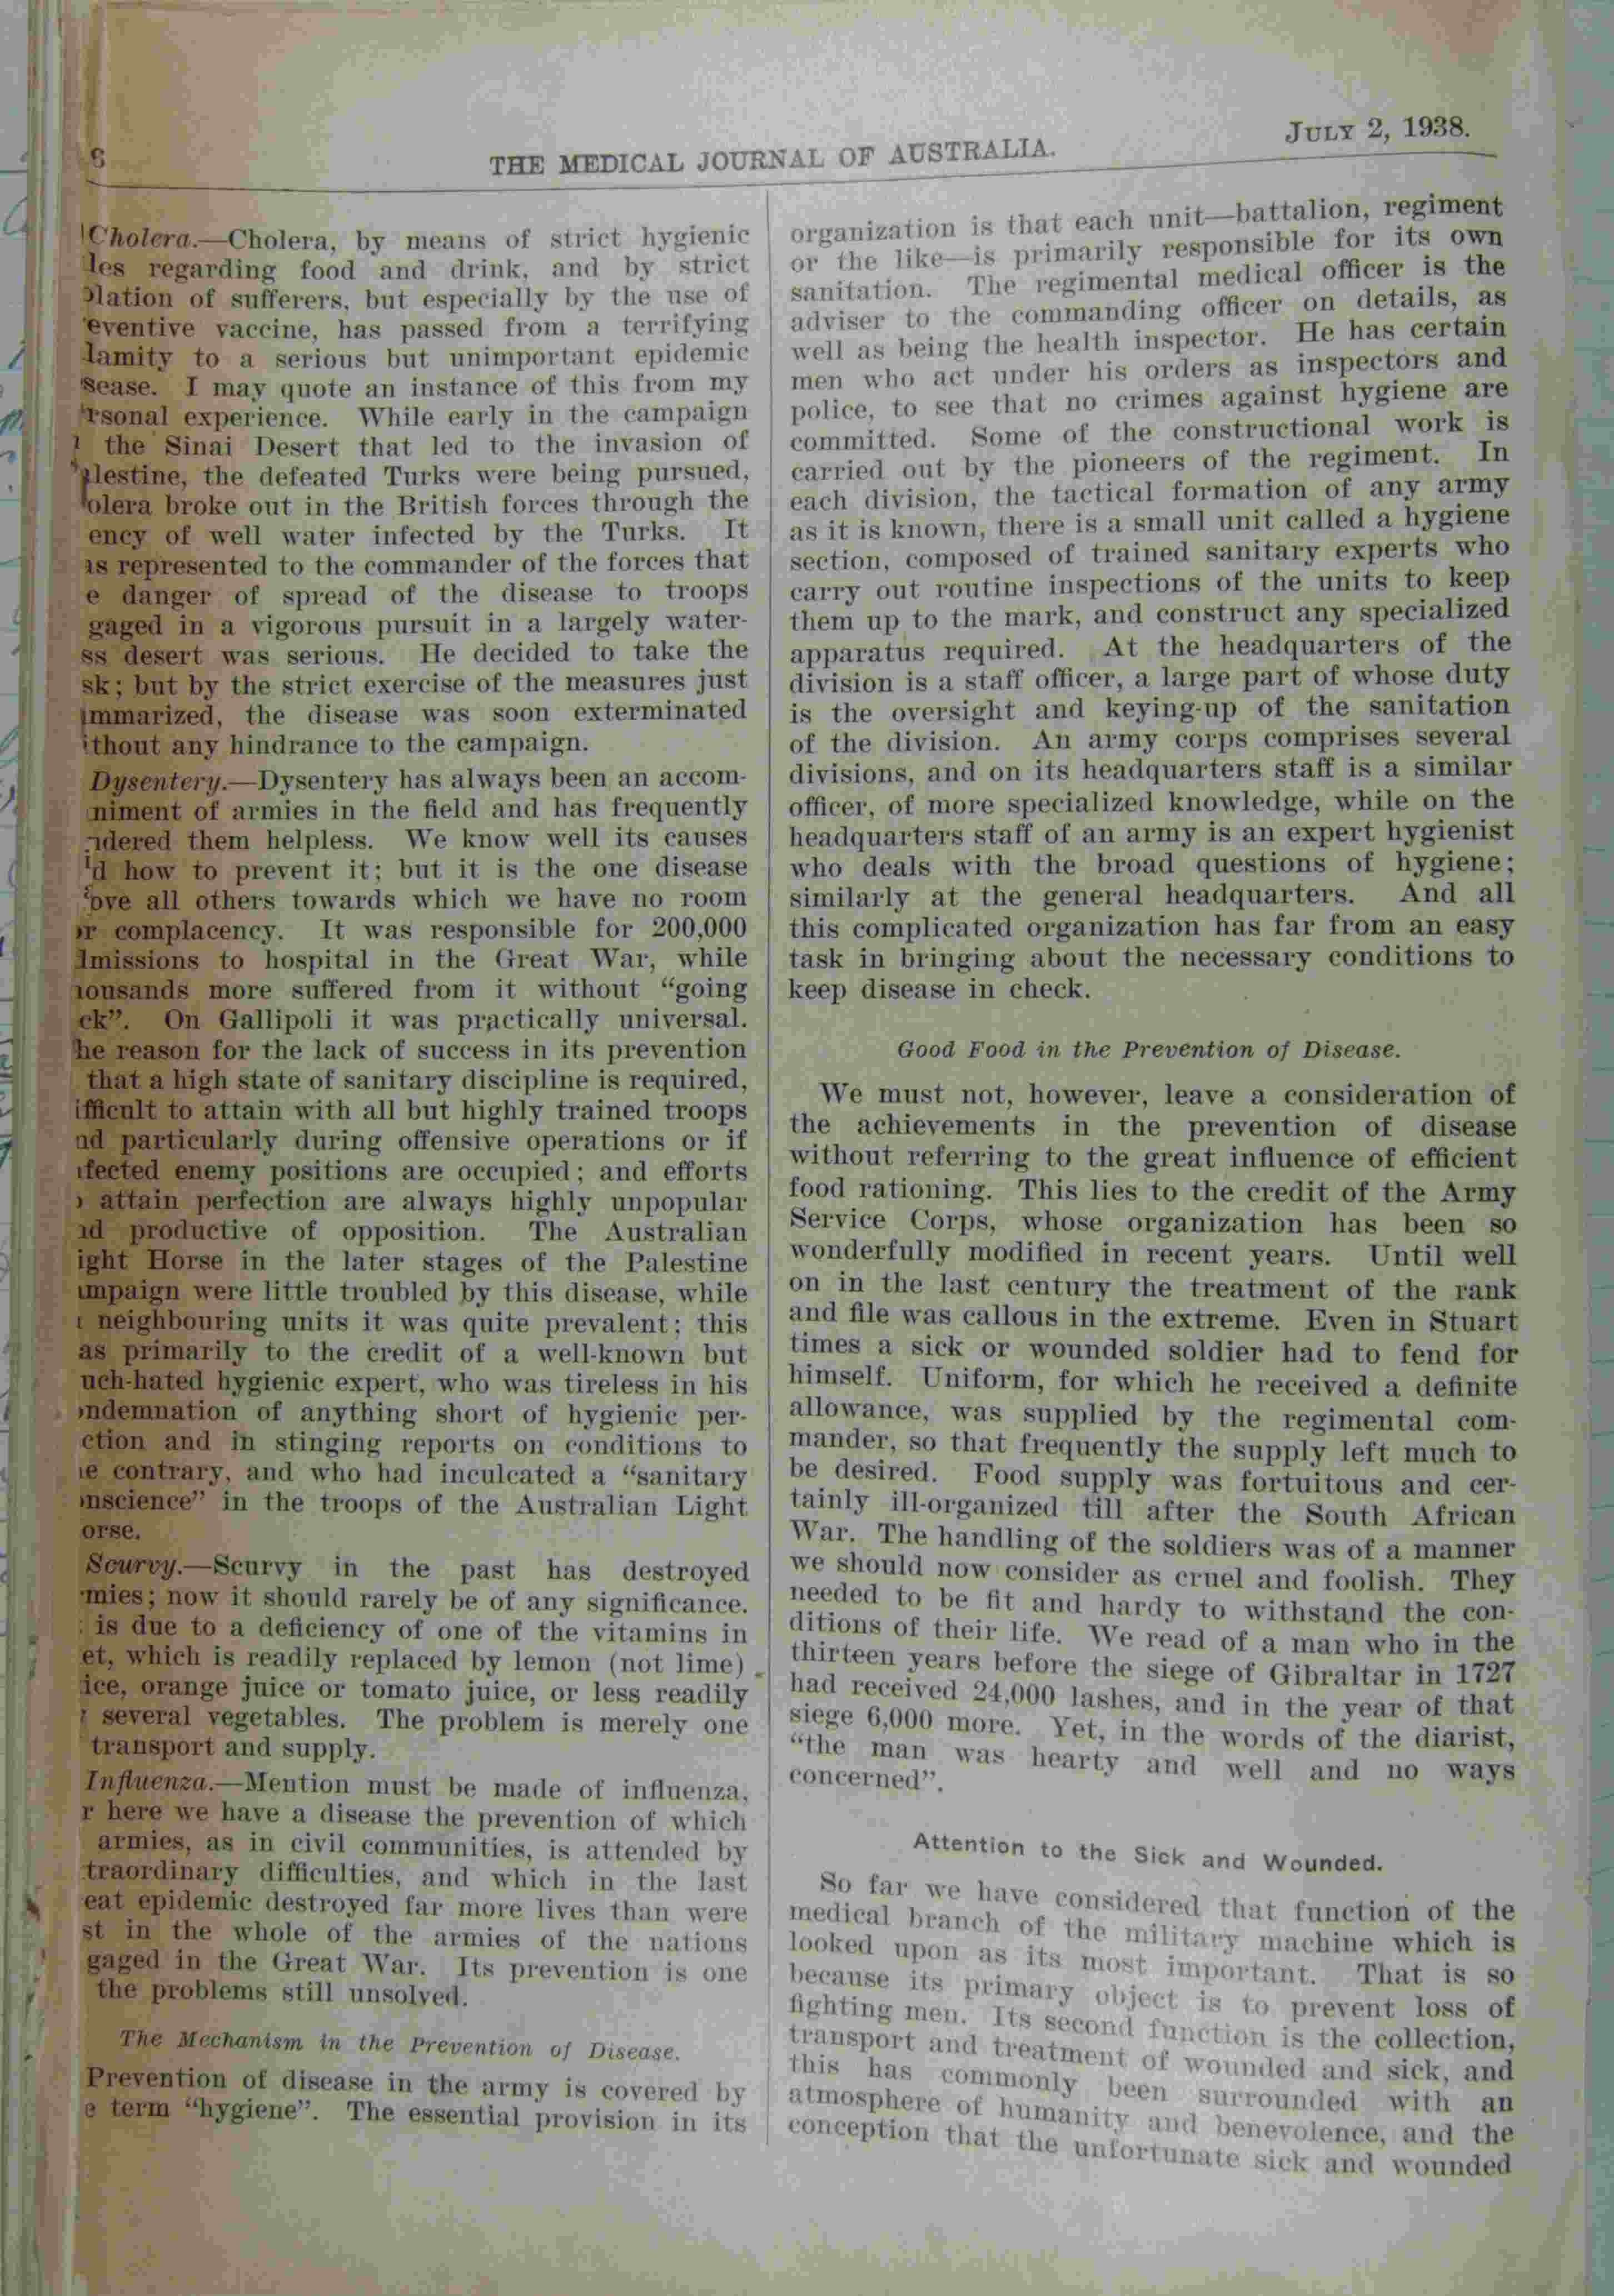 6
THE MEDICAL JOURNAL OF AUSTRALIA.
JULY 2, 1938.
Cholera.—Cholera, by means of strict hygienic
les regarding food and drink, and by strict
lation of sufferers, but especially by the use of
eventive vaccine, has passed from a terrifying
lamity to a serious but unimportant epidemic
sease. I may quote an instance of this from my
rsonal experience. While early in the campaign
the Sinai Desert that led to the invasion of
lestine, the defeated Turks were being pursued,
olera broke out in the British forces through the
ency of well water infected by the Turks. It
as represented to the commander of the forces that
e danger of spread of the disease to troops
gaged in a vigorous pursuit in a largely water-
ss desert was serious. He decided to take the
sk; but by the strict exercise of the measures just
mmarized, the disease was soon exterminated
ithout any hindrance to the campaign.
Dysentery.—Dysentery has always been an accom-
niment of armies in the field and has frequently
ndered them helpless. We know well its causes
d how to prevent it; but it is the one disease
ove all others towards which we have no room
or complacency. It was responsible for 200,000
dmissions to hospital in the Great War, while
housands more suffered from it without "going
ck". On Gallipoli it was practically universal.
he reason for the lack of success in its prevention
that a high state of sanitary discipline is required,
ifficult to attain with all but highly trained troops
nd particularly during offensive operations or if
fected enemy positions are occupied; and efforts
attain perfection are always highly unpopular
nd productive of opposition. The Australian
ight Horse in the later stages of the Palestine
mpaign were little troubled by this disease, while
neighbouring units it was quite prevalent; this
as primarily to the credit of a well-known but
uch-hated hygienic expert, who was tireless in his
ondemnation of anything short of hygienic per-
ction and in stinging reports on conditions to
e contrary, and who had inculcated a "sanitary
onscience" in the troops of the Australian Light
orse.
Scurvy.—Scurvy in the past has destroyed
mies; now it should rarely be of any significance.
is due to a deficiency of one of the vitamins in
et, which is readily replaced by lemon (not lime)
ice, orange juice or tomato juice, or less readily
several vegetables. The problem is merely one
transport and supply.
Influenza.—Mention must be made of influenza,
r here we have a disease the prevention of which
armies, as in civil communities, is attended by
traordinary difficulties, and which in the last
eat epidemic destroyed far more lives than were
st in the whole of the armies of the nations
gaged in the Great War. Its prevention is one
the problems still unsolved.
The Mechanism in the Prevention of Disease.
Prevention of disease in the army is covered by
e term "hygiene". The essential provision in its
organization is that each unit—battalion, regiment
or the like—is primarily responsible for its own
sanitation. The regimental medical officer is the
adviser to the commanding officer on details, as
well as being the health inspector. He has certain
men who act under his orders as inspectors and
police, to see that no crimes against hygiene are
committed. Some of the constructional work is
carried out by the pioneers of the regiment. In
each division, the tactical formation of any army
as it is known, there is a small unit called a hygiene
section, composed of trained sanitary experts who
carry out routine inspections of the units to keep
them up to the mark, and construct any specialized
apparatus required. At the headquarters of the
division is a staff officer, a large part of whose duty
is the oversight and keying-up of the sanitation
of the division. An army corps comprises several
divisions, and on its headquarters staff is a similar
officer, of more specialized knowledge, while on the
headquarters staff of an army is an expert hygienist
who deals with the broad questions of hygiene;
similarly at the general headquarters. And all
this complicated organization has far from an easy
task in bringing about the necessary conditions to
keep disease in check.
Good Food in the Prevention of Disease.
We must not, however, leave a consideration of
the achievements in the prevention of disease
without referring to the great influence of efficient
food rationing. This lies to the credit of the Army
Service Corps, whose organization has been so
wonderfully modified in recent years. Until well
on in the last century the treatment of the rank
and file was callous in the extreme. Even in Stuart
times a sick or wounded soldier had to fend for
himself. Uniform, for which he received a definite
allowance, was supplied by the regimental com-
mander, so that frequently the supply left much to
be desired. Food supply was fortuitous and cer-
tainly ill-organized till after the South African
War. The handling of the soldiers was of a manner
we should now consider as cruel and foolish. They
needed to be fit and hardy to withstand the con-
ditions of their life. We read of a man who in the
thirteen years before the siege of Gibraltar in 1727
had received 24,000 lashes, and in the year of that
siege 6,000 more. Yet, in the words of the diarist,
"the man was hearty and well and no ways
concerned".
Attention to the Sick and Wounded.
So far we have considered that function of the
medical branch of the military machine which is
looked upon as its most important. That is so
because its primary object is to prevent loss of
fighting men. Its second function is the collection,
transport and treatment of wounded and sick, and
this has commonly been surrounded with an
atmosphere of humanity and benevolence, and the
conception that the unfortunate sick and wounded